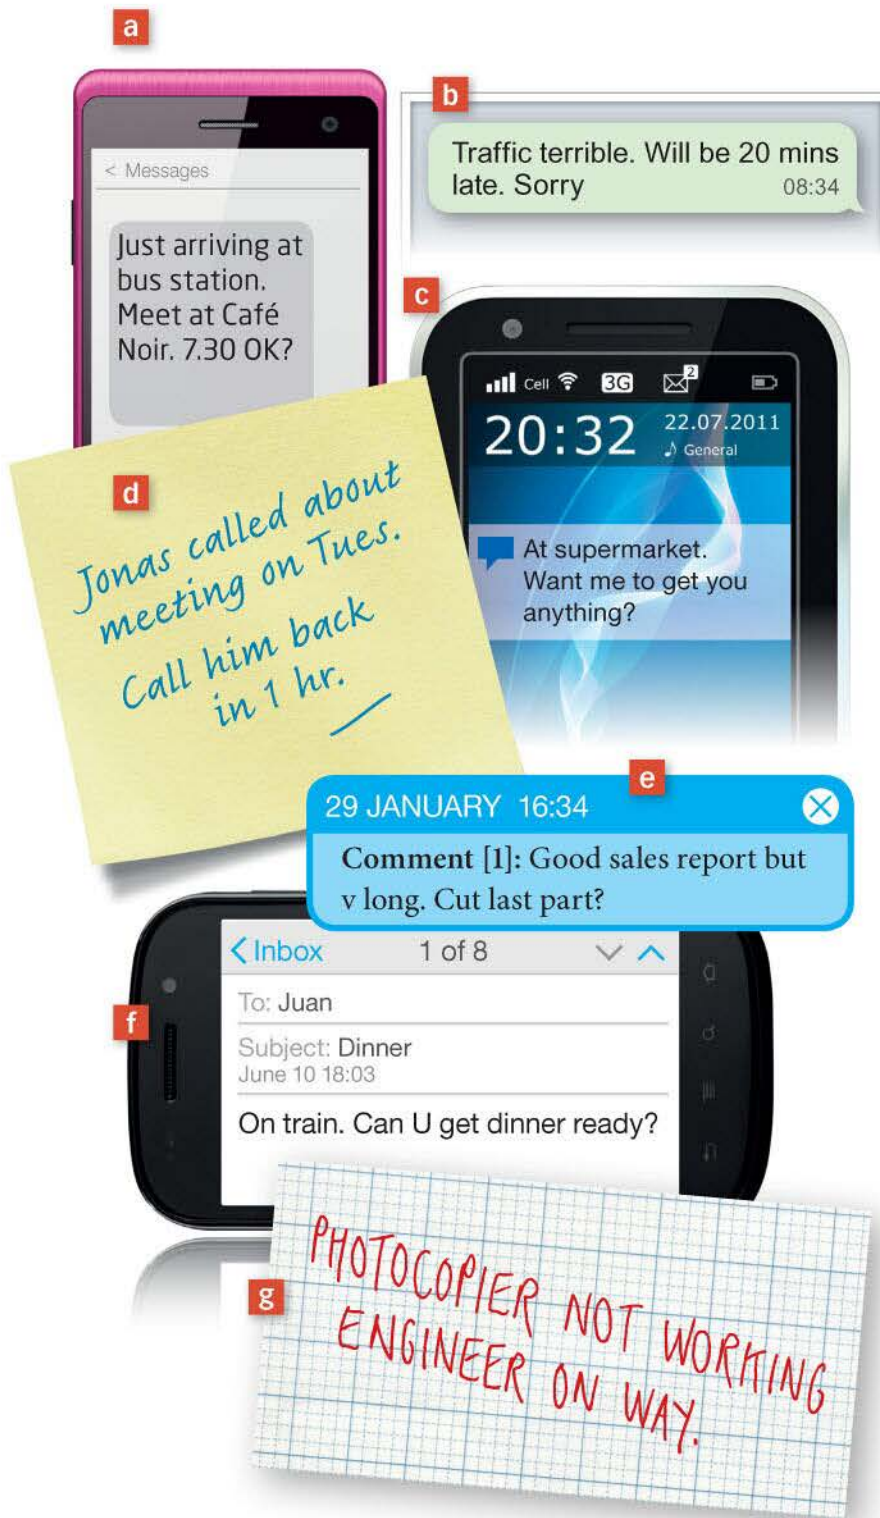 a
< Messages
Just arriving at
bus station.
Meet at Café
Noir. 7.30 OK?
b
Traffic terrible. Will be 20 mins
late. Sorry 08:34
c
Cell 3G 2
20:32 22.07.2011
General
At supermarket.
Want me to get you
anything?
d
Jonas called about
meeting on Tues.
Call him back
in 1 hr.
e
29 JANUARY 16:34
Comment [1]: Good sales report but
v long. Cut last part?
f
Inbox 1 of 8
To: Juan
Subject: Dinner
June 10 18:03
On train. Can U get dinner ready?
g
PHOTOCOPIER NOT WORKING
ENGINEER ON WAY.